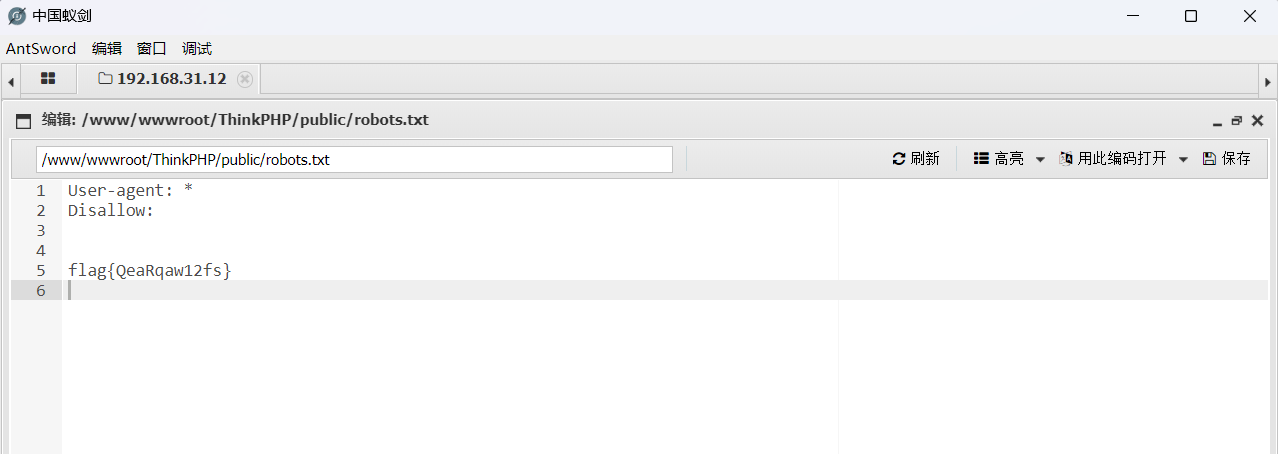 中国蚁剑
AntSword 编辑 窗口 调试
192.168.31.12
编辑: /www/wwwroot/ThinkPHP/public/robots.txt
/www/wwwroot/ThinkPHP/public/robots.txt 刷新 高亮 用此编码打开 保存
1 User-agent: *
2 Disallow:
3
4
5 flag{QeaRqaw12fs}
6